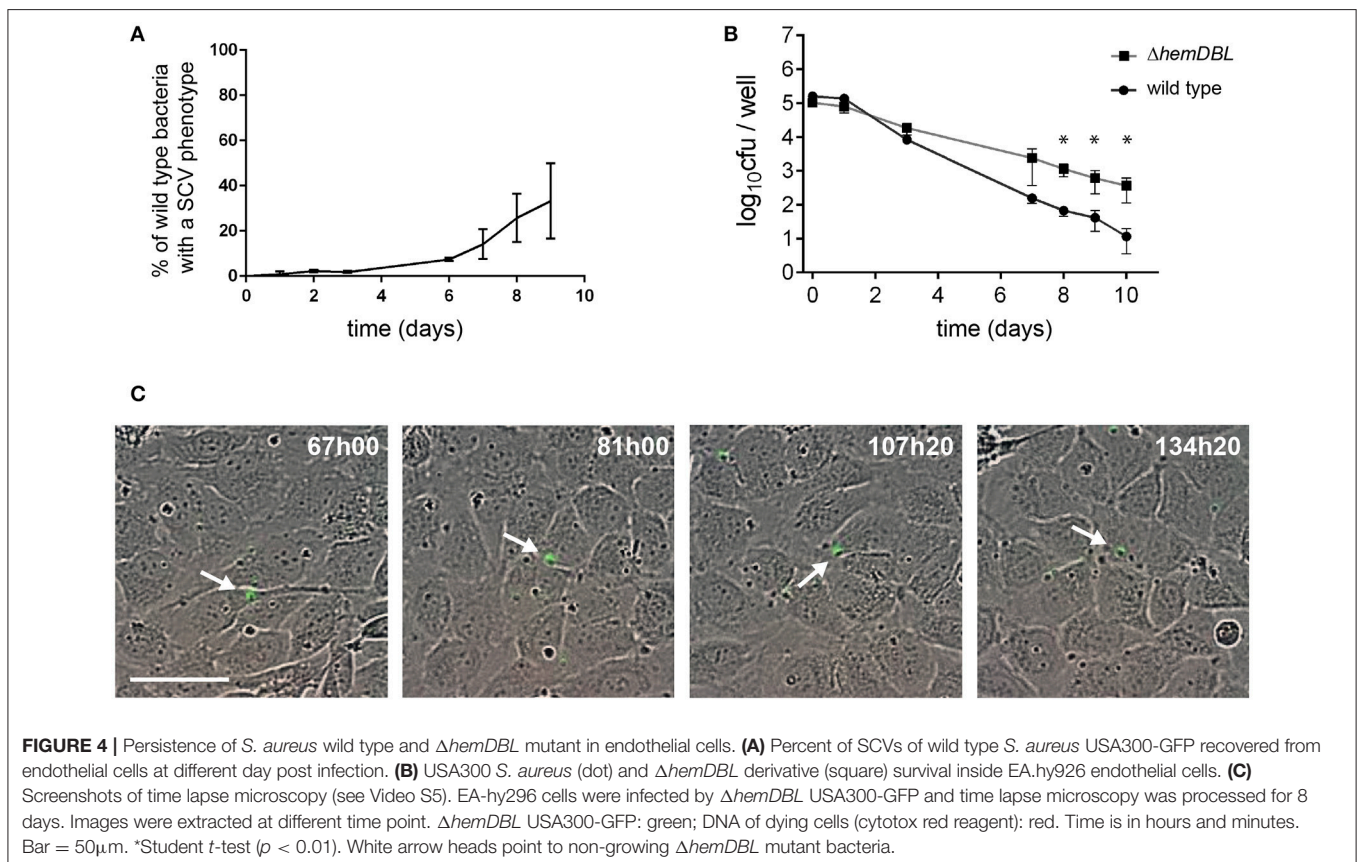 A
% of wild type bacteria
with a SCV phenotype
100
80
60
40
20
0
0 2 4 6 8 10
time (days)
B
log₁₀cfu / well
7
6
5
4
3
2
1
0
0 2 4 6 8 10
time (days)
ΔhemDBL
wild type
* * *
C
67h00
81h00
107h20
134h20
FIGURE 4 | Persistence of S. aureus wild type and ΔhemDBL mutant in endothelial cells. (A) Percent of SCVs of wild type S. aureus USA300-GFP recovered from
endothelial cells at different day post infection. (B) USA300 S. aureus (dot) and ΔhemDBL derivative (square) survival inside EA.hy926 endothelial cells. (C)
Screenshots of time lapse microscopy (see Video S5). EA-hy296 cells were infected by ΔhemDBL USA300-GFP and time lapse microscopy was processed for 8
days. Images were extracted at different time point. ΔhemDBL USA300-GFP: green; DNA of dying cells (cytotox red reagent): red. Time is in hours and minutes.
Bar = 50μm. *Student t-test (p < 0.01). White arrow heads point to non-growing ΔhemDBL mutant bacteria.